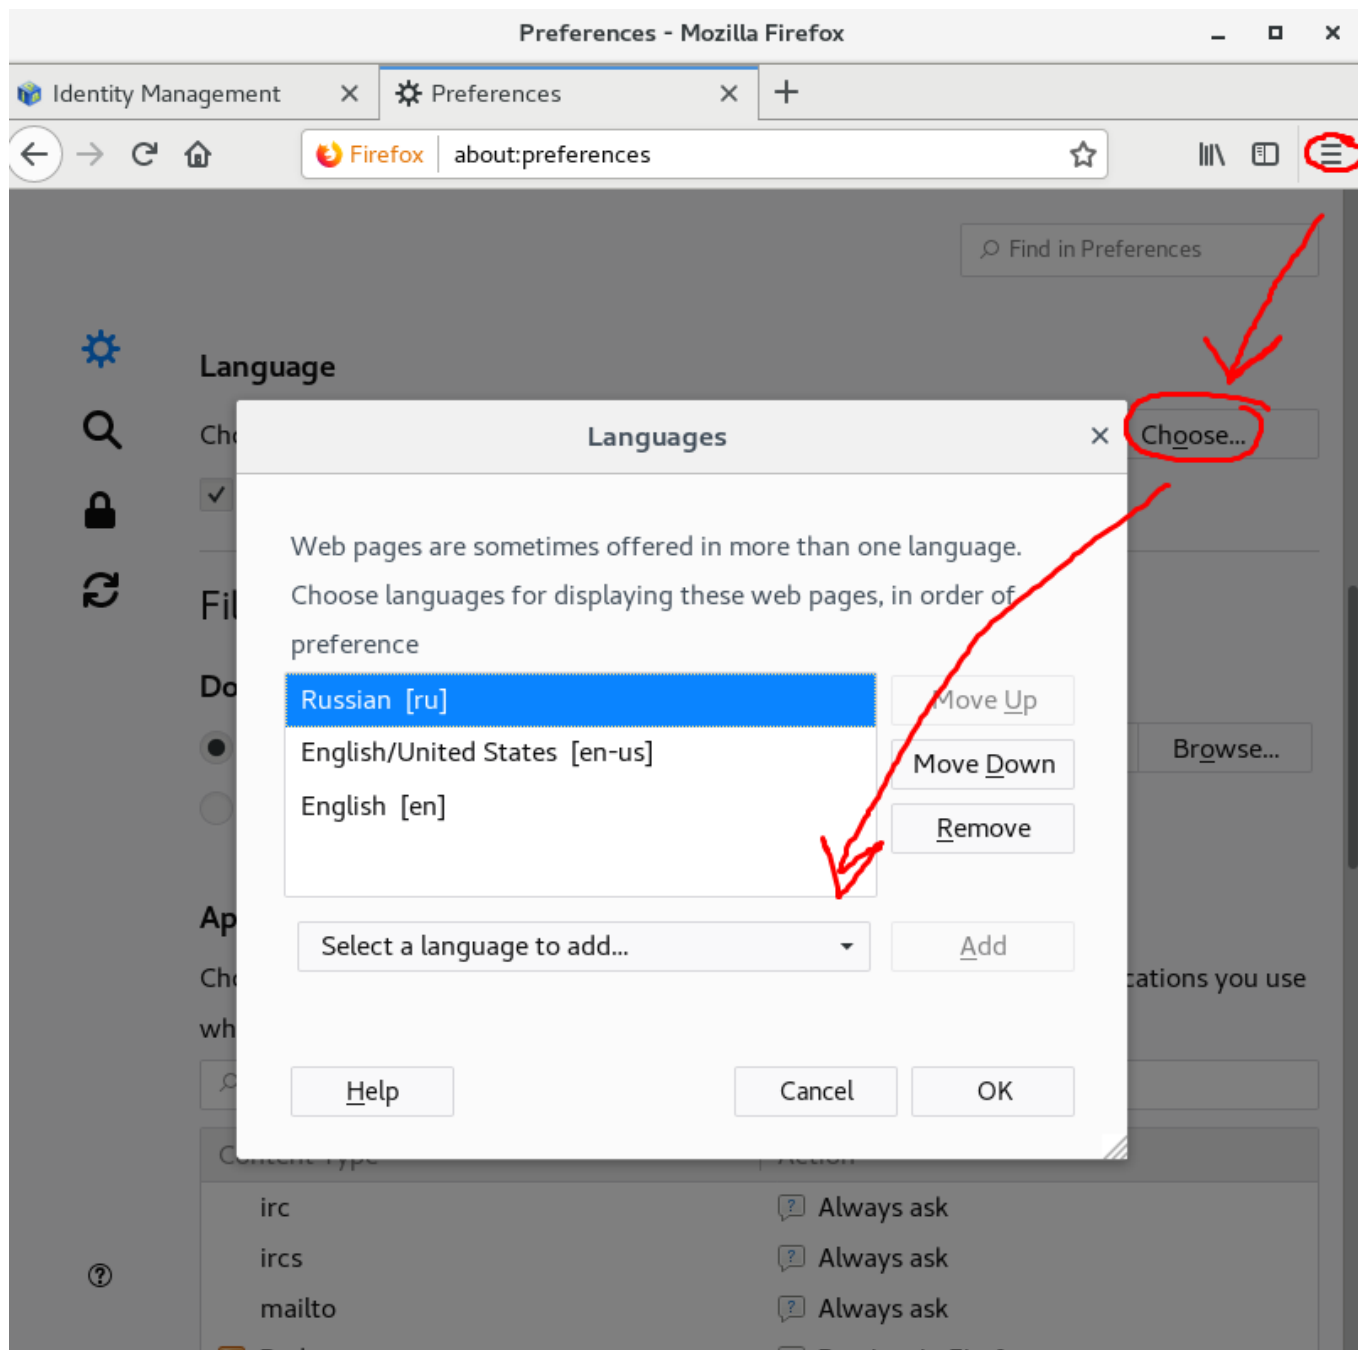 Preferences - Mozilla Firefox
Identity Management
Preferences
Firefox
about:preferences
Find in Preferences
Language
Choose...
Languages
Web pages are sometimes offered in more than one language.
Choose languages for displaying these web pages, in order of
preference
Russian [ru]
Move Up
English/United States [en-us]
Move Down
Browse...
English [en]
Remove
Select a language to add...
Add
cations you use
Help
Cancel
OK
Content Type
Action
irc
Always ask
ircs
Always ask
mailto
Always ask